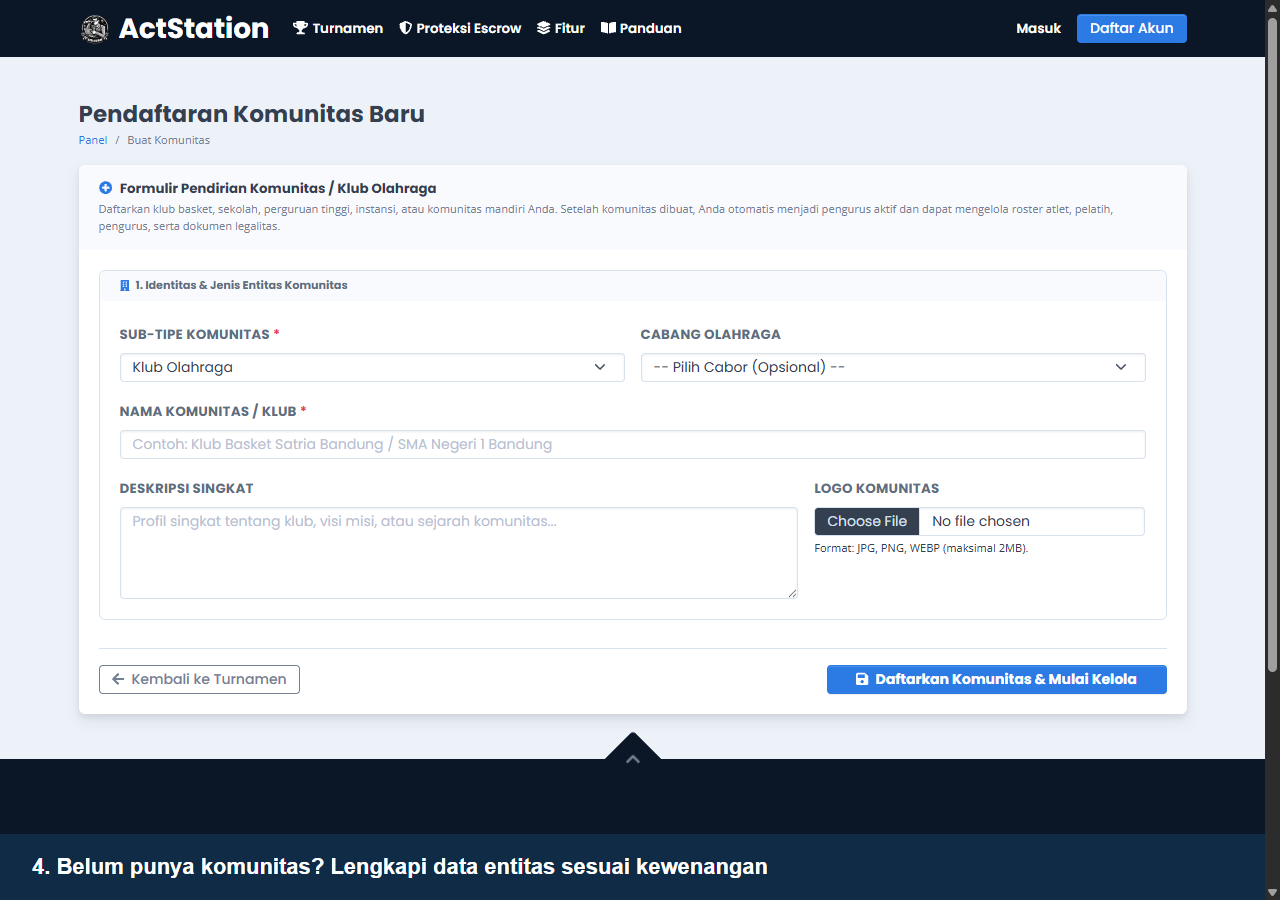 ActStation
Turnamen
Proteksi Escrow
Fitur
Panduan
Masuk
Daftar Akun
Pendaftaran Komunitas Baru
Panel / Buat Komunitas
Formulir Pendirian Komunitas / Klub Olahraga
Daftarkan klub basket, sekolah, perguruan tinggi, instansi, atau komunitas mandiri Anda. Setelah komunitas dibuat, Anda otomatis menjadi pengurus aktif dan dapat mengelola roster atlet, pelatih,
pengurus, serta dokumen legalitas.
1. Identitas & Jenis Entitas Komunitas
SUB-TIPE KOMUNITAS *
CABANG OLAHRAGA
Klub Olahraga
-- Pilih Cabor (Opsional) --
NAMA KOMUNITAS / KLUB *
Contoh: Klub Basket Satria Bandung / SMA Negeri 1 Bandung
DESKRIPSI SINGKAT
LOGO KOMUNITAS
Profil singkat tentang klub, visi misi, atau sejarah komunitas...
Choose File
No file chosen
Format: JPG, PNG, WEBP (maksimal 2MB).
Kembali ke Turnamen
Daftarkan Komunitas & Mulai Kelola
4. Belum punya komunitas? Lengkapi data entitas sesuai kewenangan